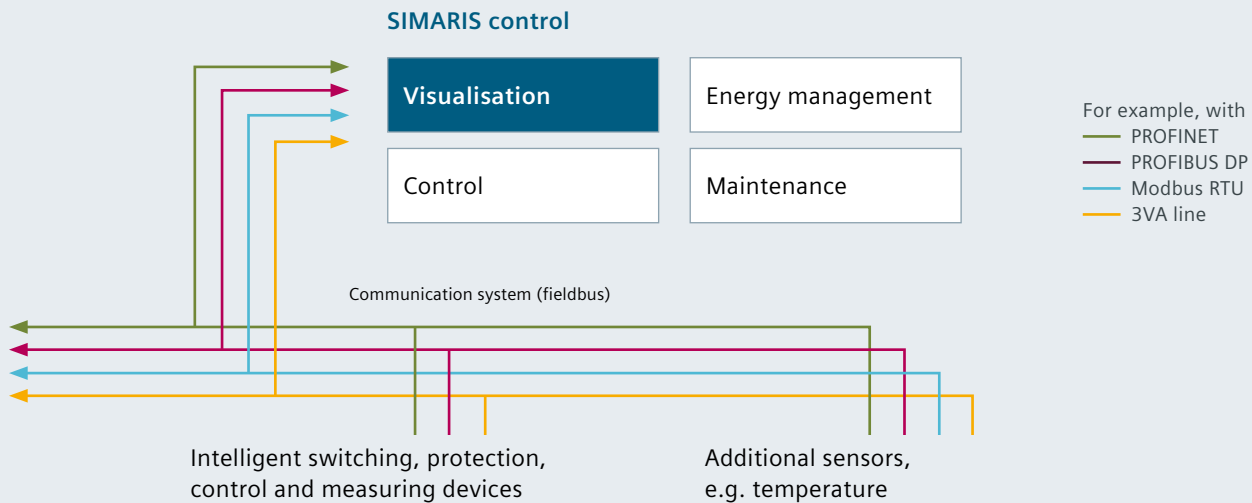 SIMARIS control
Visualisation
Energy management
Control
Maintenance
For example, with
PROFINET
PROFIBUS DP
Modbus RTU
3VA line
Communication system (fieldbus)
Intelligent switching, protection,
control and measuring devices
Additional sensors,
e.g. temperature